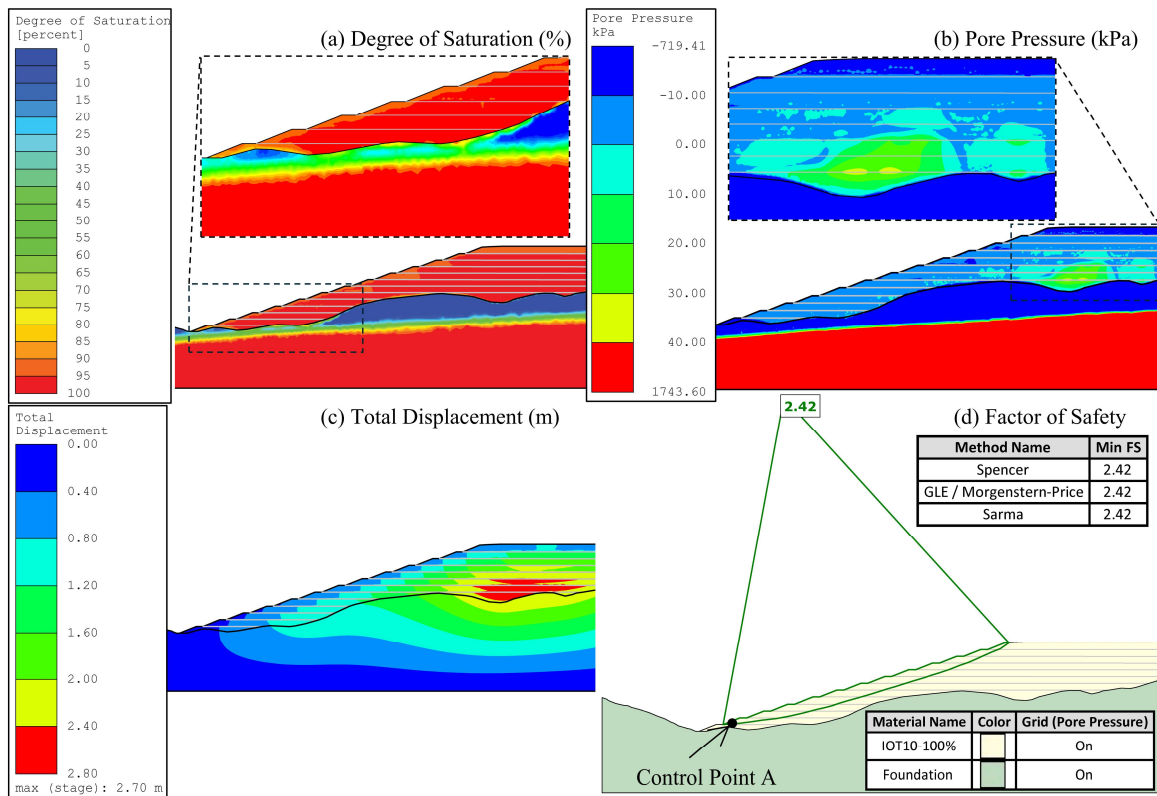 Degree of Saturation
[percent]
0
5
10
15
20
25
30
35
40
45
50
55
60
65
70
75
80
85
90
95
100
(a) Degree of Saturation (%)
Pore Pressure
kPa
-719.41
-10.00
0.00
10.00
20.00
30.00
40.00
1743.60
(b) Pore Pressure (kPa)
Total
Displacement
0.00
0.40
0.80
1.20
1.60
2.00
2.40
2.80
max (stage): 2.70 m
(c) Total Displacement (m)
2.42
(d) Factor of Safety
Method Name Min FS
Spencer 2.42
GLE / Morgenstern-Price 2.42
Sarma 2.42
Control Point A
Material Name Color Grid (Pore Pressure)
IOT10-100% On
Foundation On